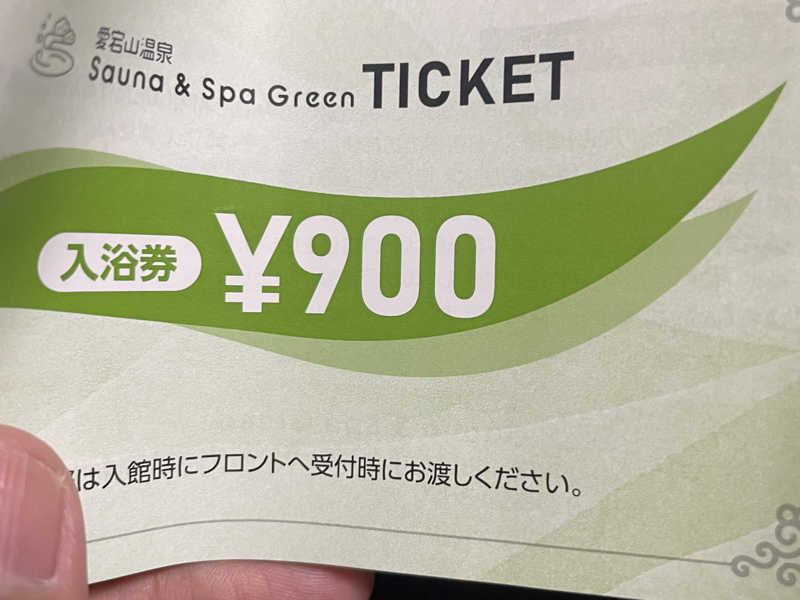 愛宕山温泉
Sauna & Spa Green TICKET
入浴券 ¥900
は入館時にフロントへ受付時にお渡しください。